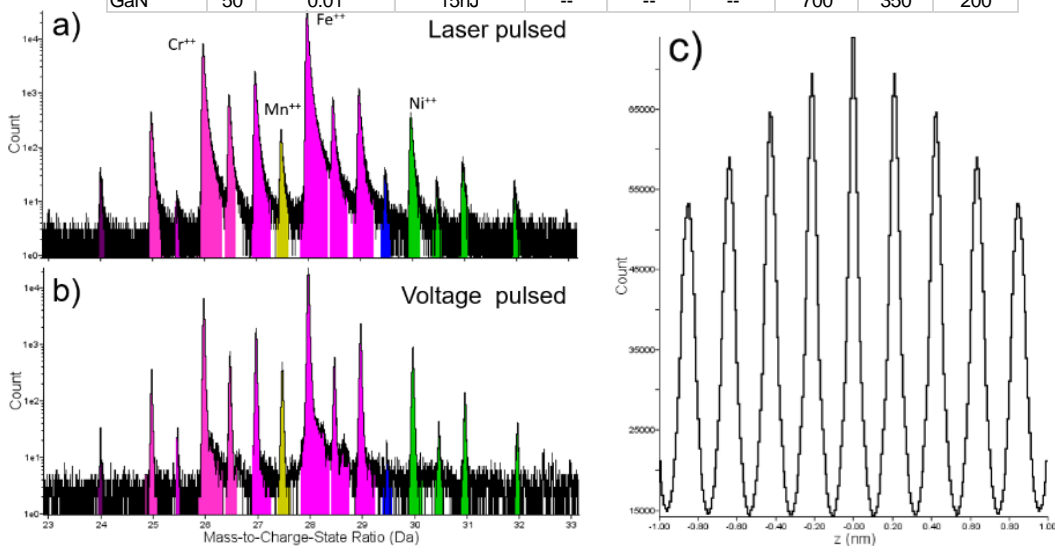 GaN 50 0.01 15nJ -- -- -- 700 350 200
a) Laser pulsed
Cr++ Fe++ Mn++ Ni++
Count
1e4
1e3
1e2
1e1
1e0
b) Voltage pulsed
Count
1e4
1e3
1e2
1e1
1e0
23 24 25 26 27 28 29 30 31 32 33
Mass-to-Charge-State Ratio (Da)
c)
Count
65000
55000
45000
35000
25000
15000
-1.00 -0.80 -0.60 -0.40 -0.20 -0.00 0.20 0.40 0.60 0.80 1.00
z (nm)